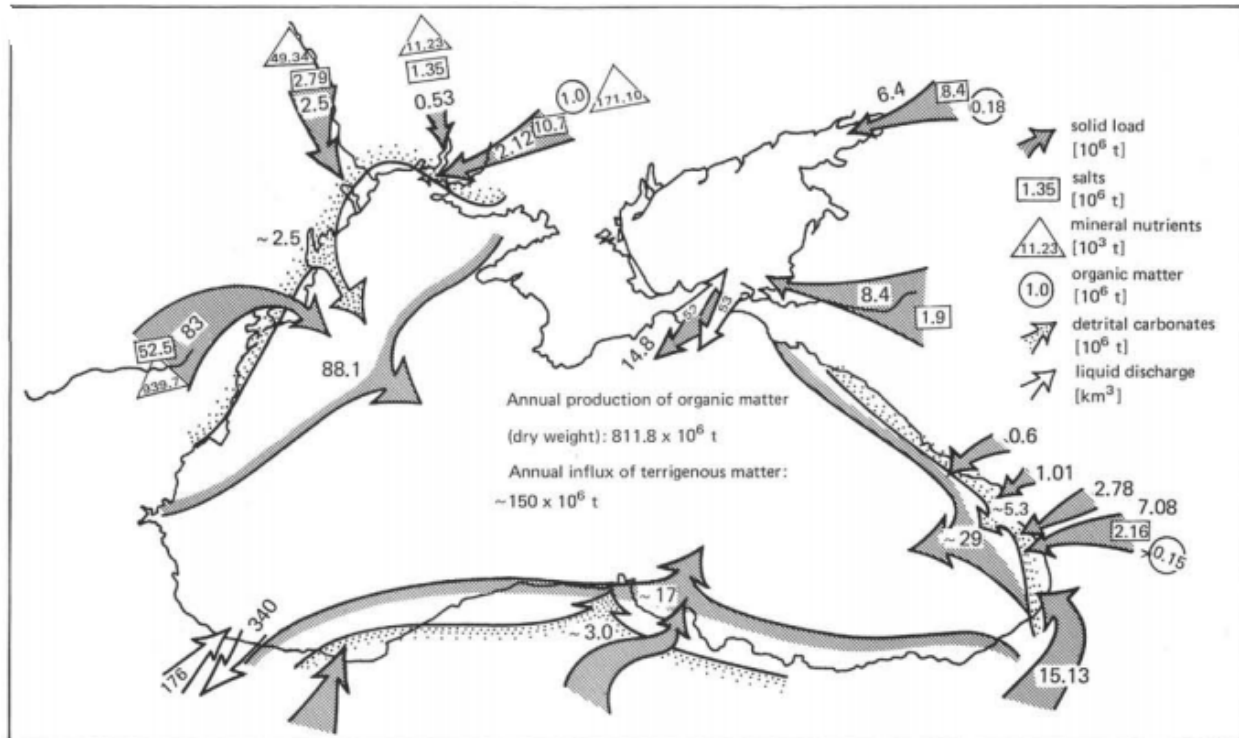 49.34
2.79
2.5
11.23
1.35
0.53
1.0
171.10
10.7
2.12
6.4
8.4
0.18
solid load
[10⁶ t]
1.35
salts
[10⁶ t]
mineral nutrients
11.23
[10³ t]
1.0
organic matter
[10⁶ t]
detrital carbonates
[10⁶ t]
liquid discharge
[km³]
~2.5
83
52.5
939.7
88.1
14.8
53
8.4
1.9
Annual production of organic matter
(dry weight): 811.8 x 10⁶ t
Annual influx of terrigenous matter:
~150 x 10⁶ t
0.6
1.01
~5.3
2.78
7.08
2.16
>0.15
~29
~17
~3.0
340
176
15.13